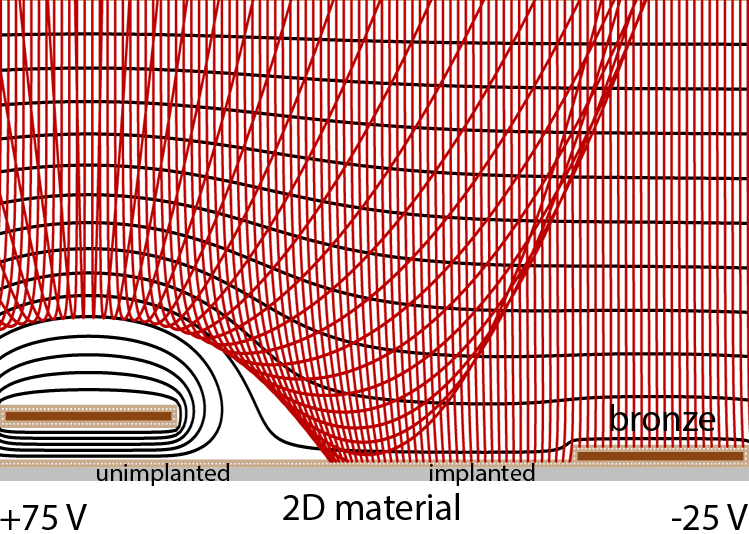 bronze
unimplanted implanted
2D material
+75 V -25 V